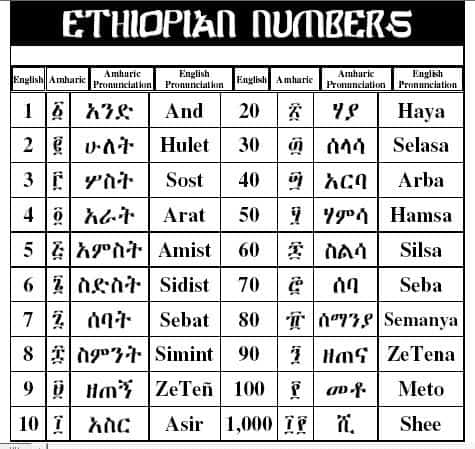 ETHIOPIAN NUMBERS
English Amharic Amharic Pronunciation English Pronunciation English Amharic Amharic Pronunciation English Pronunciation
1 ፩ አንድ And 20 ፳ ሃያ Haya
2 ፪ ሁለት Hulet 30 ፴ ሰላሳ Selasa
3 ፫ ሦስት Sost 40 ፵ አርባ Arba
4 ፬ አራት Arat 50 ፶ ሃምሳ Hamsa
5 ፭ አምስት Amist 60 ፷ ስልሳ Silsa
6 ፮ ስድስት Sidist 70 ፸ ሰባ Seba
7 ፯ ሰባት Sebat 80 ፹ ሰማንያ Semanya
8 ፰ ስምንት Simint 90 ፺ ዘጠና ZeTena
9 ፱ ዘጠኝ ZeTeñ 100 ፻ መቶ Meto
10 ፲ አስር Asir 1,000 ፲፻ ሺ Shee